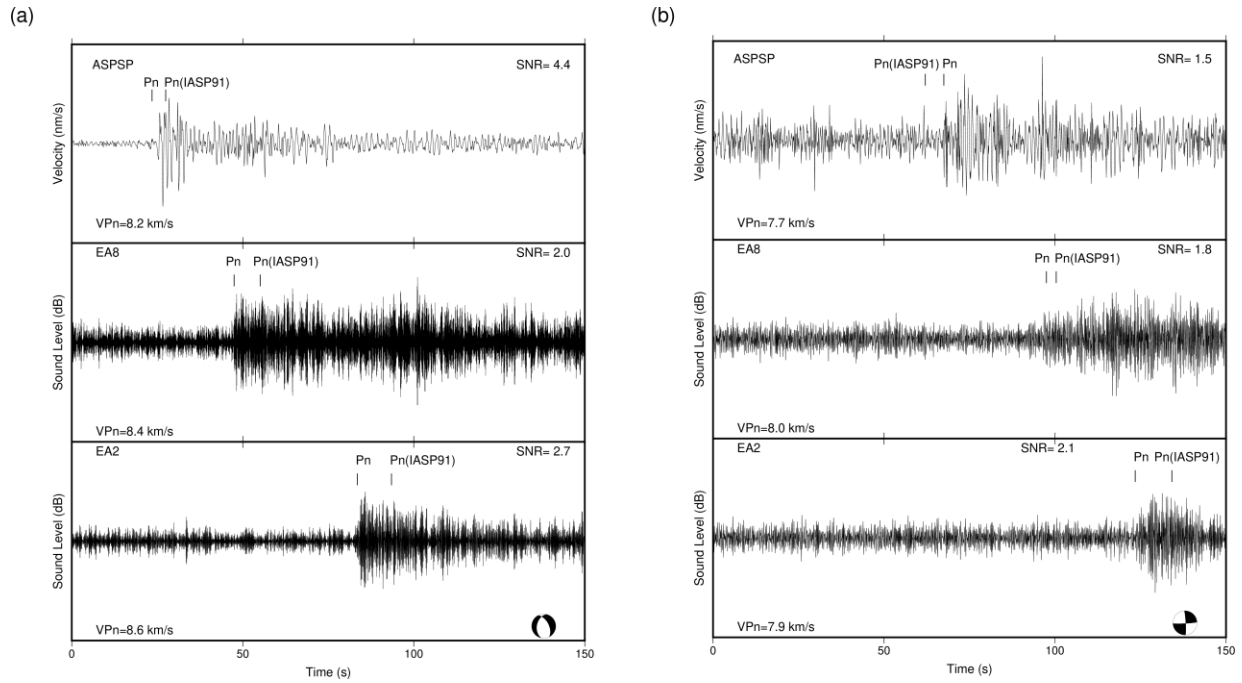 (a)
ASPSP
SNR= 4.4
Pn Pn(IASP91)
Velocity (nm/s)
VPn=8.2 km/s
EA8
SNR= 2.0
Pn Pn(IASP91)
Sound Level (dB)
VPn=8.4 km/s
EA2
SNR= 2.7
Pn Pn(IASP91)
Sound Level (dB)
VPn=8.6 km/s
0 50 100 150
Time (s)
(b)
ASPSP
SNR= 1.5
Pn(IASP91) Pn
Velocity (nm/s)
VPn=7.7 km/s
EA8
SNR= 1.8
Pn Pn(IASP91)
Sound Level (dB)
VPn=8.0 km/s
EA2
SNR= 2.1
Pn Pn(IASP91)
Sound Level (dB)
VPn=7.9 km/s
0 50 100 150
Time (s)